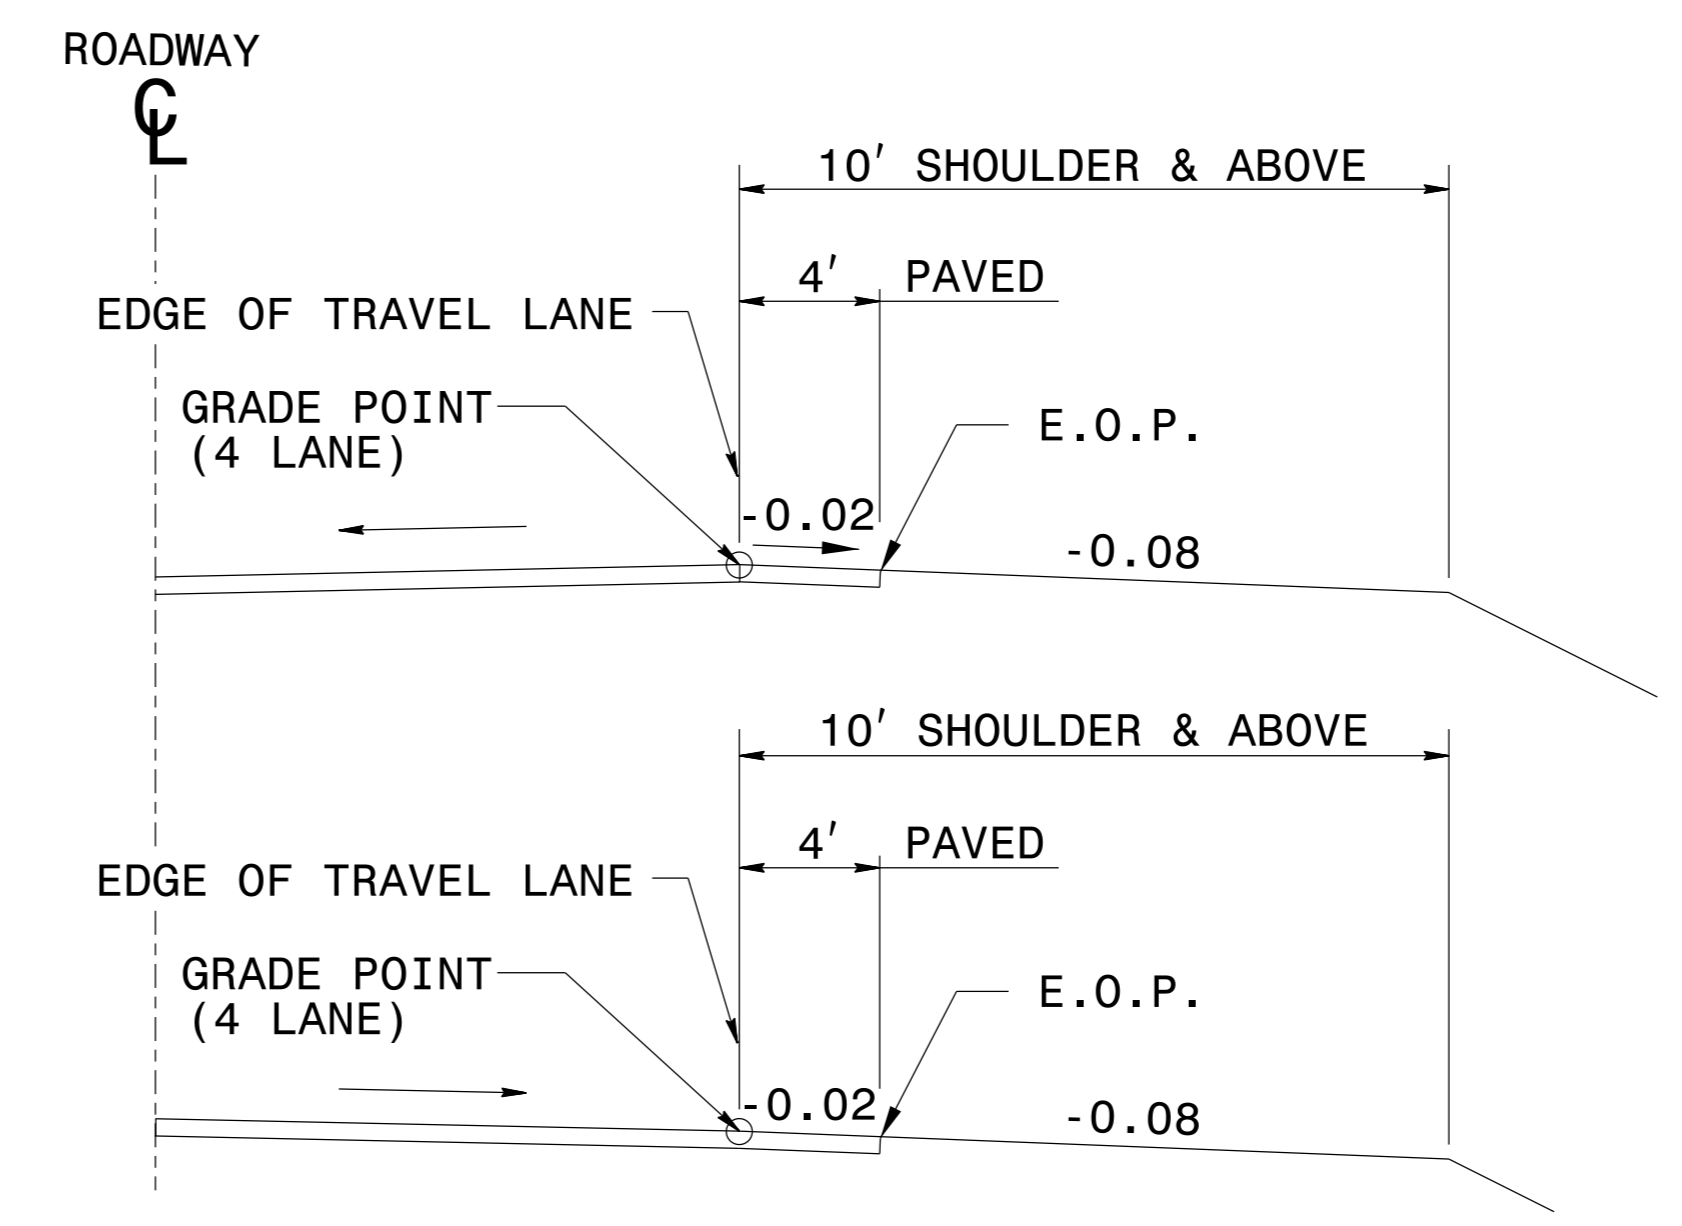 ROADWAY
CL
10' SHOULDER & ABOVE
4' PAVED
EDGE OF TRAVEL LANE
GRADE POINT
(4 LANE)
E.O.P.
-0.02
-0.08
10' SHOULDER & ABOVE
4' PAVED
EDGE OF TRAVEL LANE
GRADE POINT
(4 LANE)
E.O.P.
-0.02
-0.08